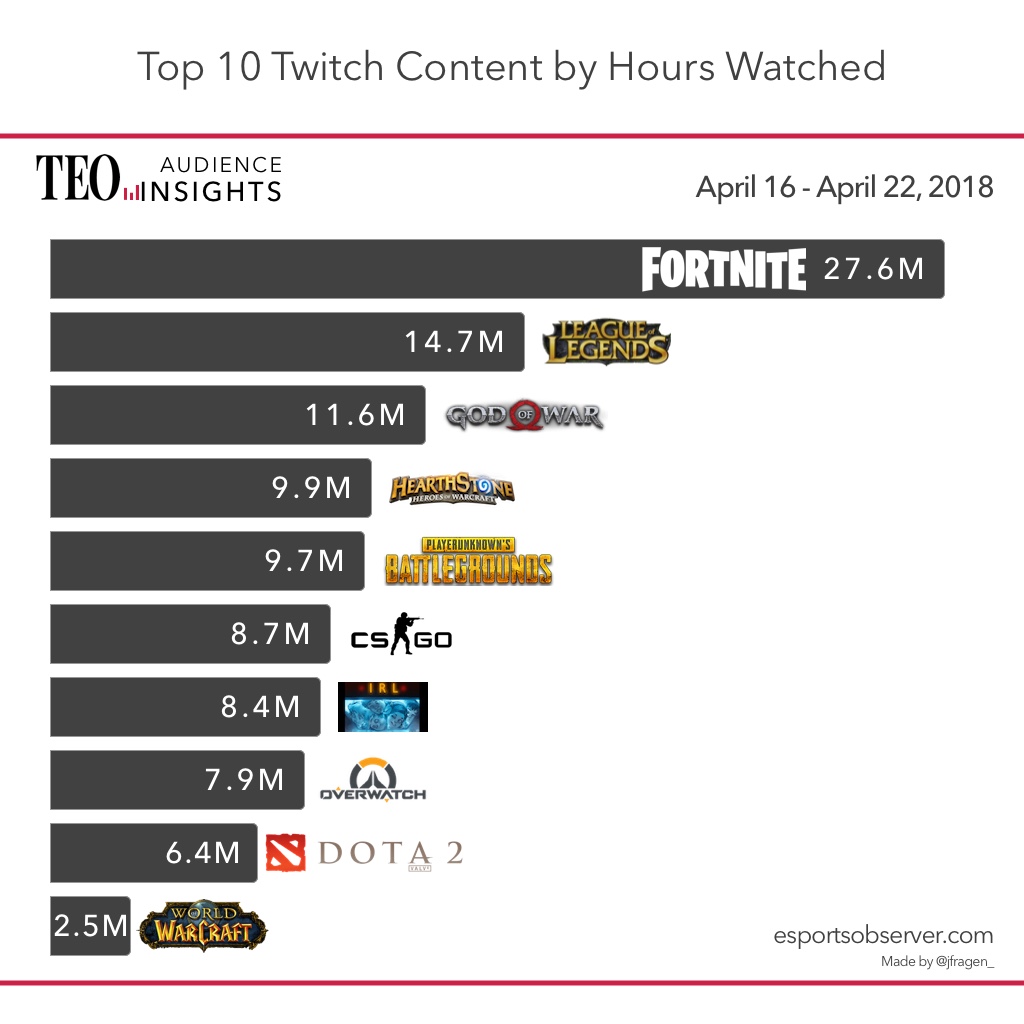 Top 10 Twitch Content by Hours Watched
TEO AUDIENCE
INSIGHTS
April 16 - April 22, 2018
FORTNITE 27.6M
14.7M LEAGUE OF
LEGENDS
11.6M GOD OF WAR
9.9M HEARTHSTONE
HEROES OF WARCRAFT
9.7M PLAYERUNKNOWN'S
BATTLEGROUNDS
8.7M CS GO
8.4M IRL
7.9M OVERWATCH
6.4M DOTA 2
VALVE
2.5M WORLD
WARCRAFT
esportsobserver.com
Made by @jfragen_